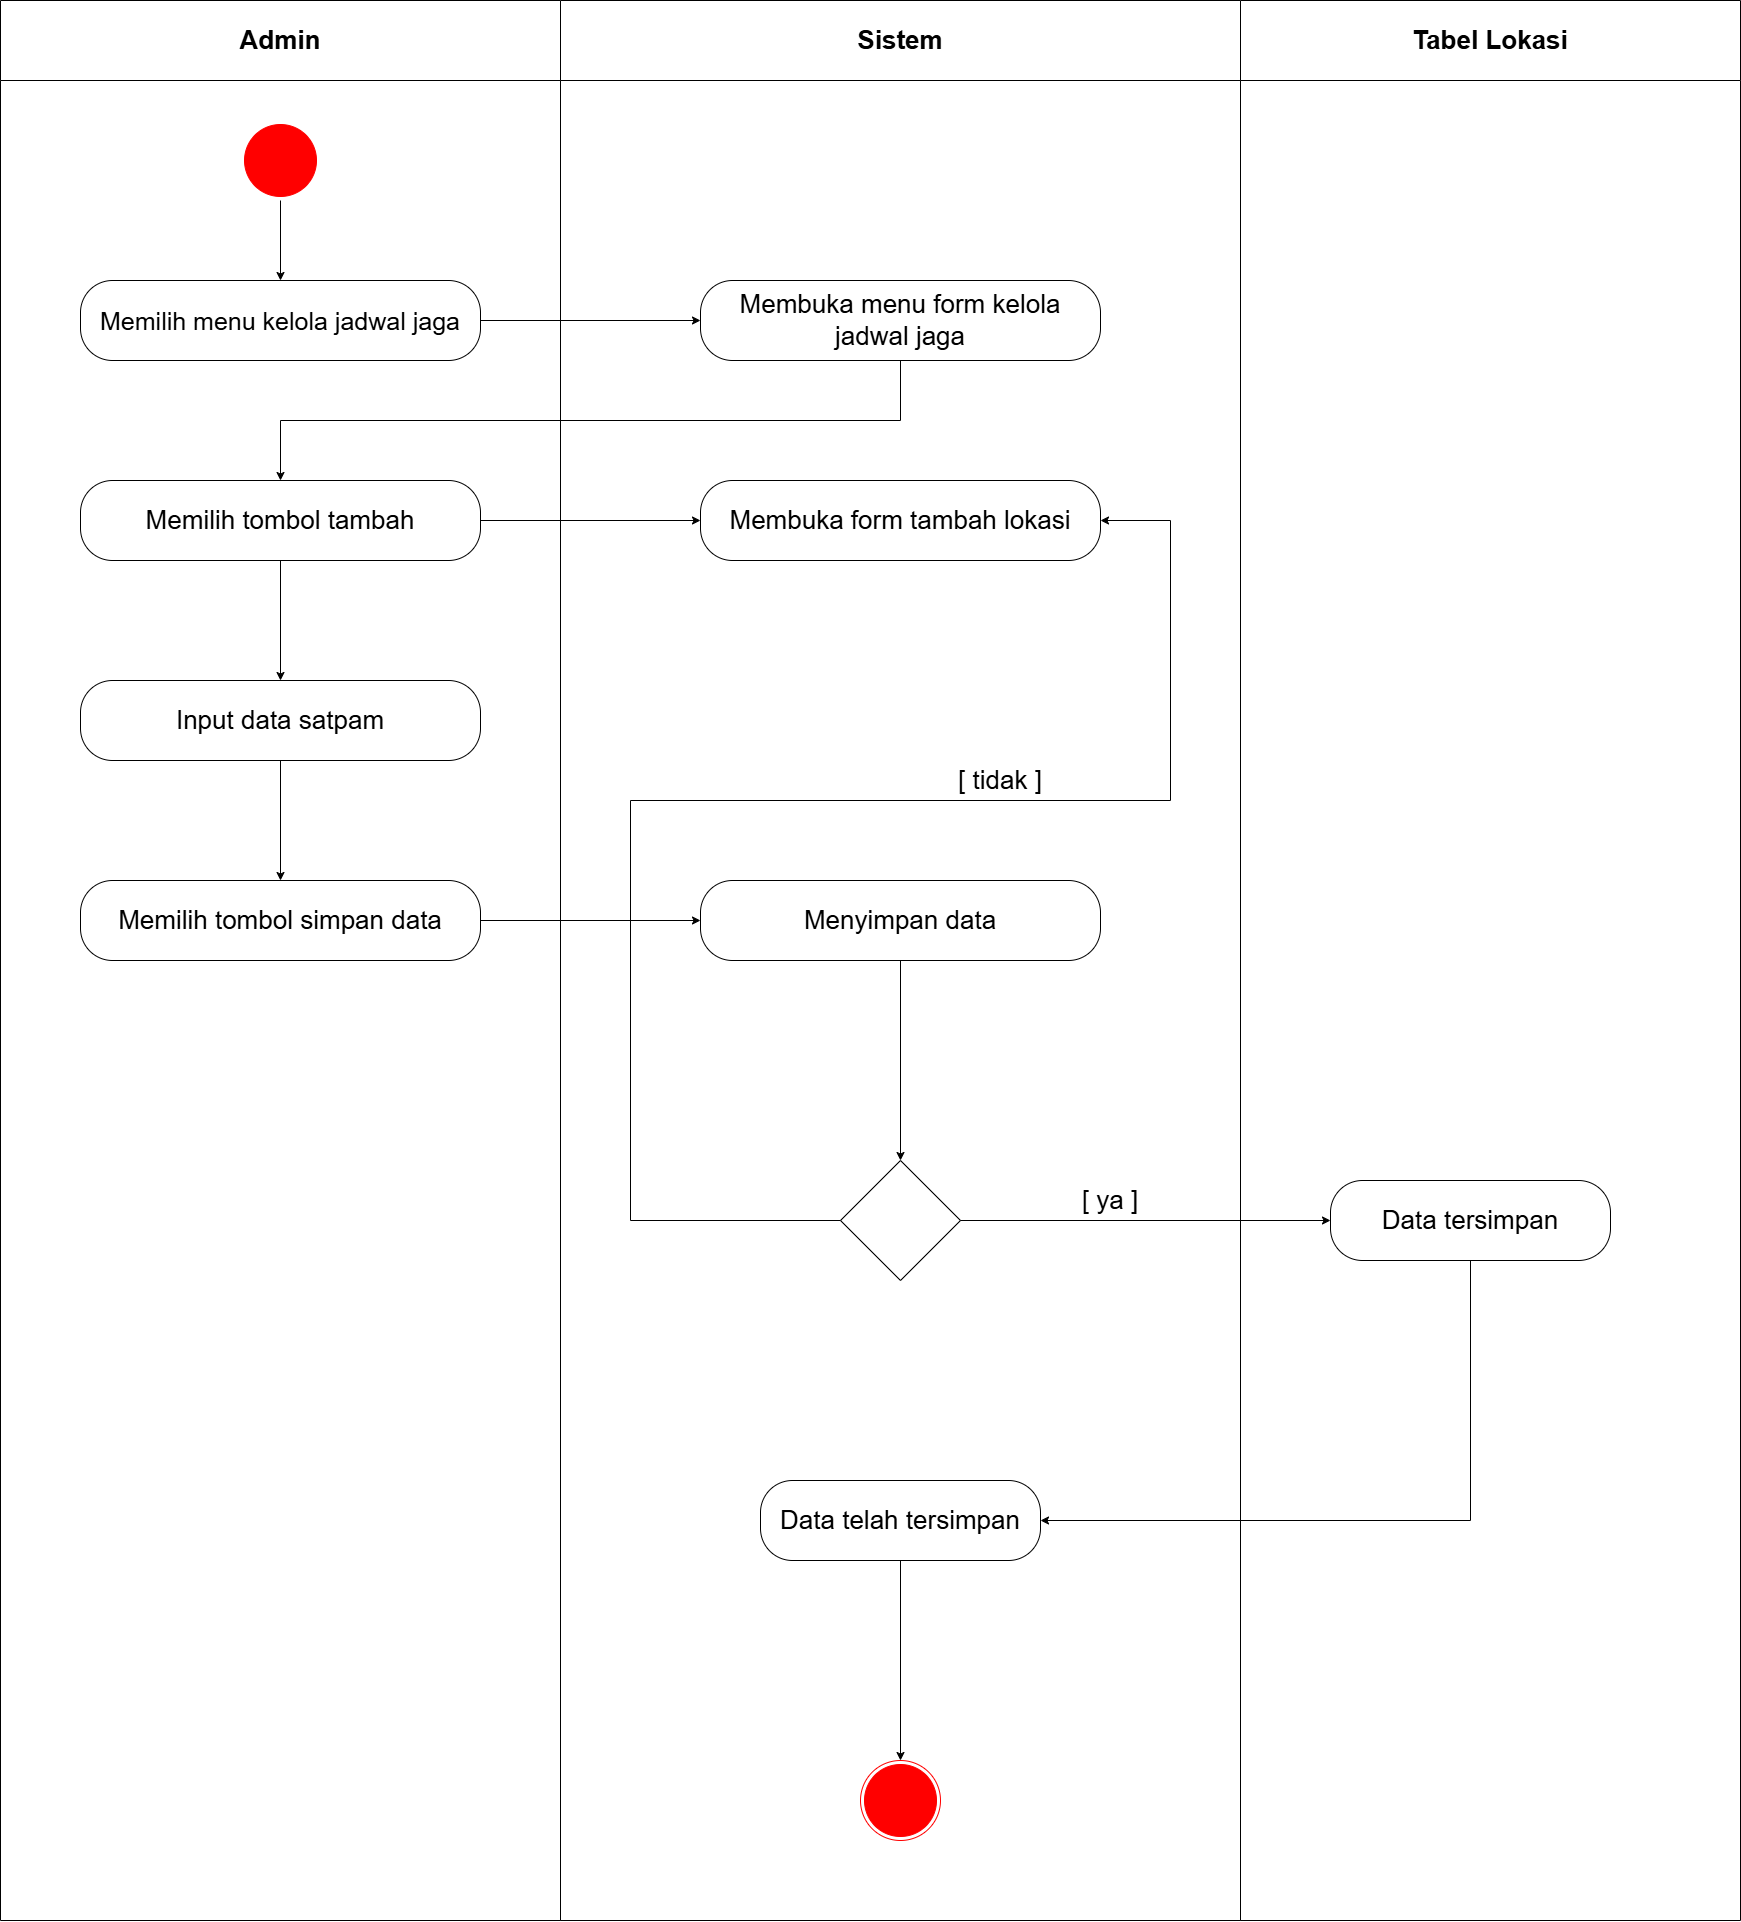 Admin
Sistem
Tabel Lokasi
Memilih menu kelola jadwal jaga
Membuka menu form kelola
jadwal jaga
Memilih tombol tambah
Membuka form tambah lokasi
Input data satpam
[ tidak ]
Memilih tombol simpan data
Menyimpan data
[ ya ]
Data tersimpan
Data telah tersimpan